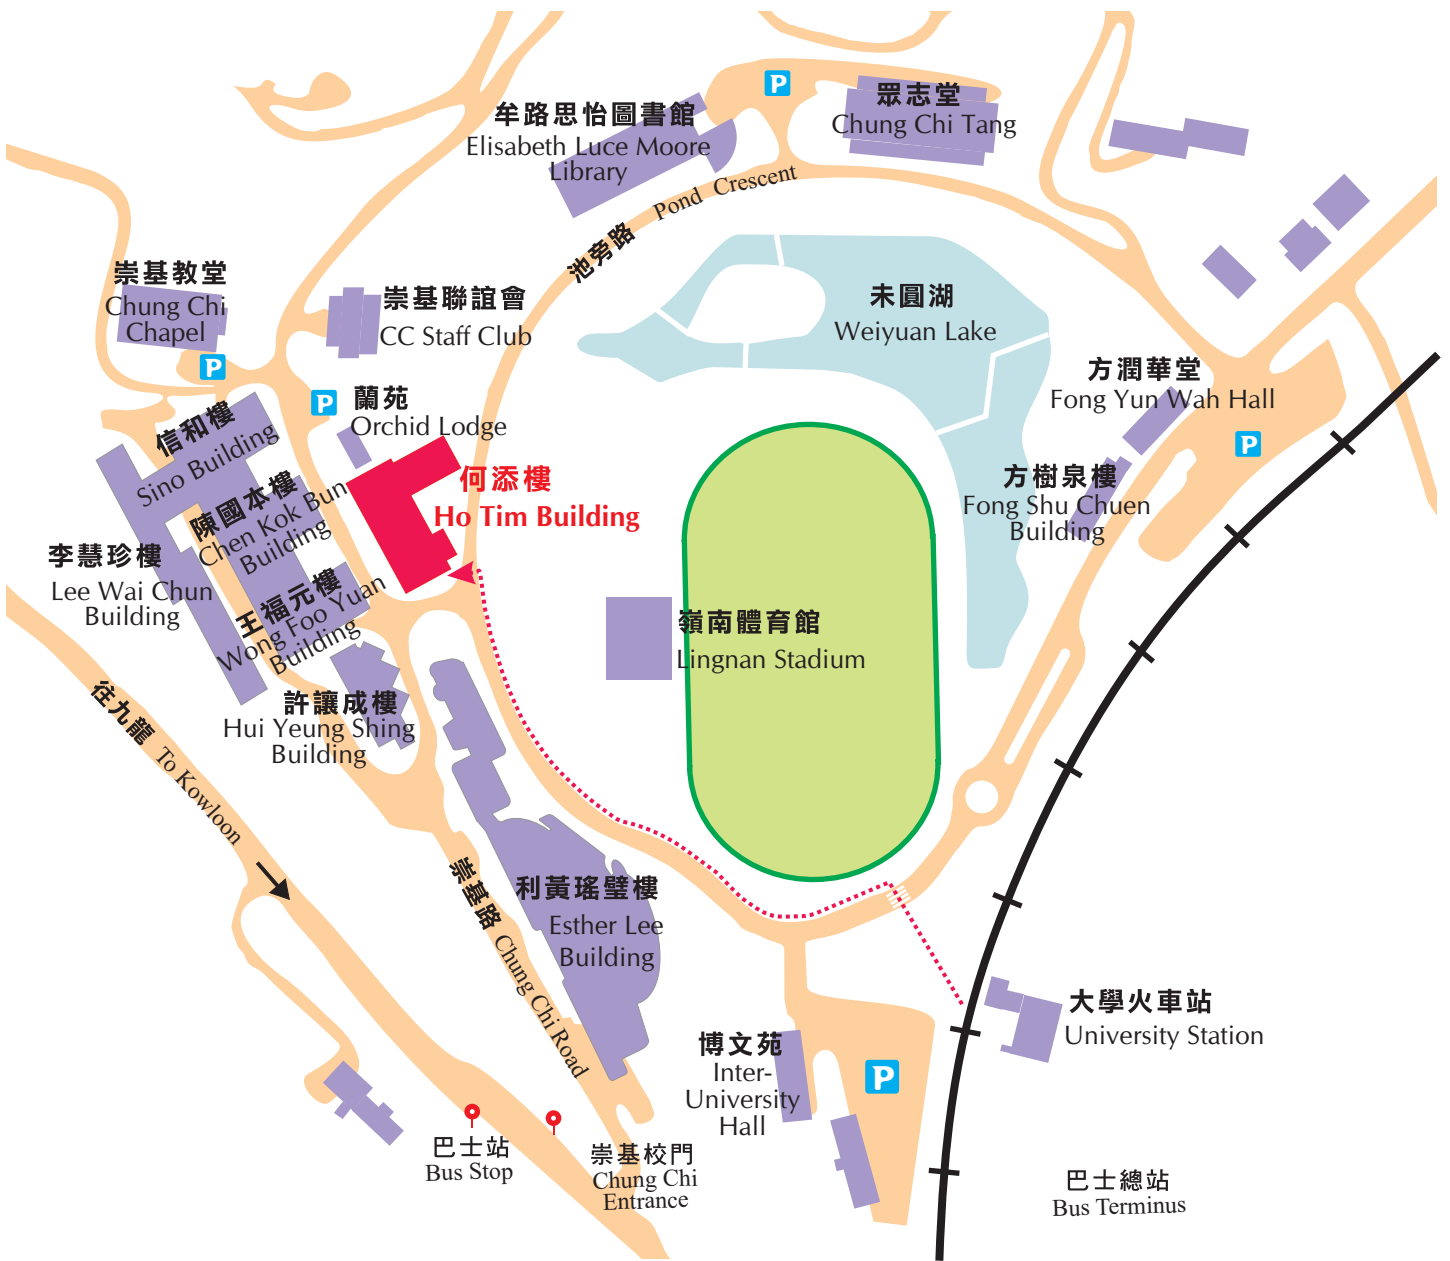 P
眾志堂
Chung Chi Tang
牟路思怡圖書館
Elisabeth Luce Moore
Library
池旁路 Pond Crescent
崇基教堂
Chung Chi
Chapel
崇基聯誼會
CC Staff Club
未圓湖
Weiyuan Lake
P
P
蘭苑
Orchid Lodge
方潤華堂
Fong Yun Wah Hall
P
信和樓
Sino Building
何添樓
Ho Tim Building
方樹泉樓
Fong Shu Chuen
Building
陳國本樓
Chen Kok Bun
Building
李慧珍樓
Lee Wai Chun
Building
王福元樓
Wong Foo Yuan
Building
嶺南體育館
Lingnan Stadium
許讓成樓
Hui Yeung Shing
Building
往九龍 To Kowloon
崇基路 Chung Chi Road
利黃瑤璧樓
Esther Lee
Building
大學火車站
University Station
博文苑
Inter-
University
Hall
P
巴士站
Bus Stop
崇基校門
Chung Chi
Entrance
巴士總站
Bus Terminus